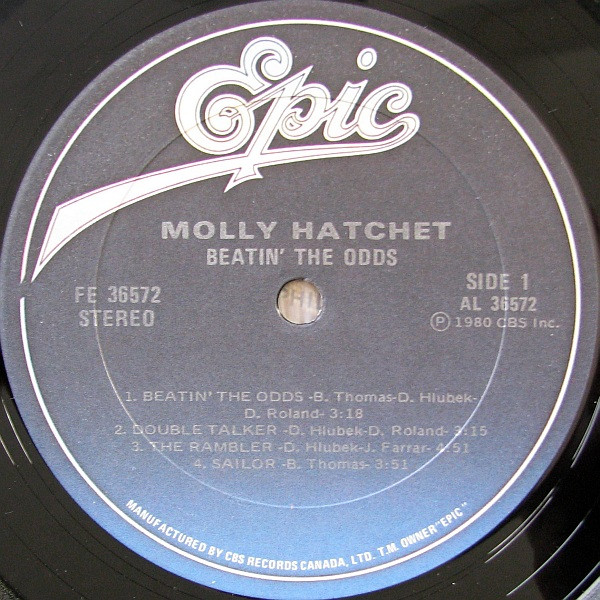 Epic
MOLLY HATCHET
BEATIN' THE ODDS
FE 36572
STEREO
SIDE 1
AL 36572
Ⓟ 1980 CBS Inc.
1. BEATIN' THE ODDS -B. Thomas-D. Hlubek-
D. Roland- 3:18
2. DOUBLE TALKER -D. Hlubek-D. Roland- 3:15
3. THE RAMBLER -D. Hlubek-J. Farrar- 4:51
4. SAILOR -B. Thomas- 3:51
MANUFACTURED BY CBS RECORDS CANADA, LTD. T.M. OWNER "EPIC"